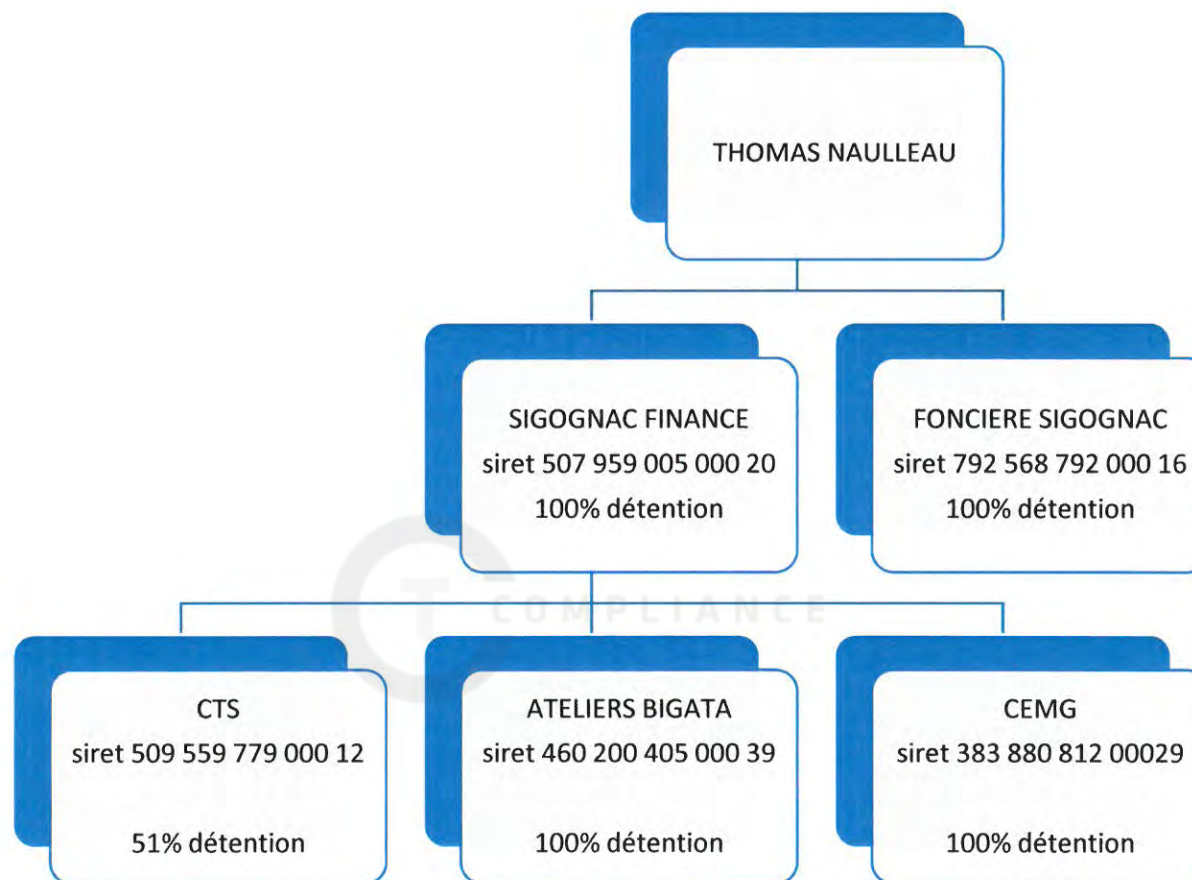 THOMAS NAULLEAU
SIGOGNAC FINANCE
siret 507 959 005 000 20
100% détention
FONCIERE SIGOGNAC
siret 792 568 792 000 16
100% détention
COMPLIANCE
CTS
siret 509 559 779 000 12
51% détention
ATELIERS BIGATA
siret 460 200 405 000 39
100% détention
CEMG
siret 383 880 812 00029
100% détention